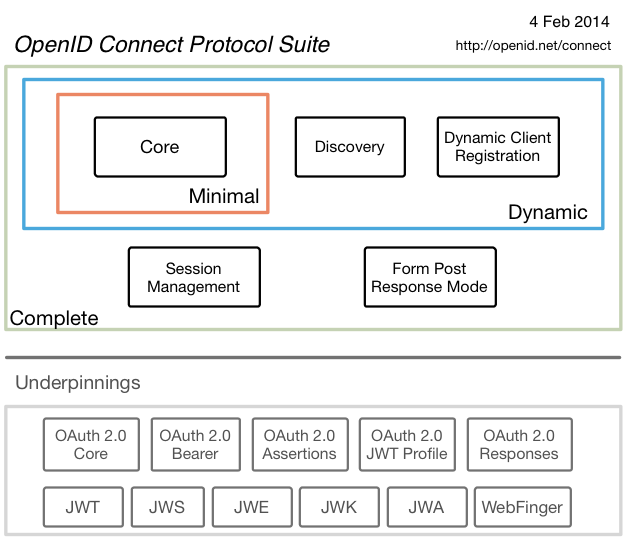 4 Feb 2014
OpenID Connect Protocol Suite
http://openid.net/connect
Core
Discovery
Dynamic Client
Registration
Minimal
Dynamic
Session
Management
Form Post
Response Mode
Complete
Underpinnings
OAuth 2.0
Core
OAuth 2.0
Bearer
OAuth 2.0
Assertions
OAuth 2.0
JWT Profile
OAuth 2.0
Responses
JWT
JWS
JWE
JWK
JWA
WebFinger